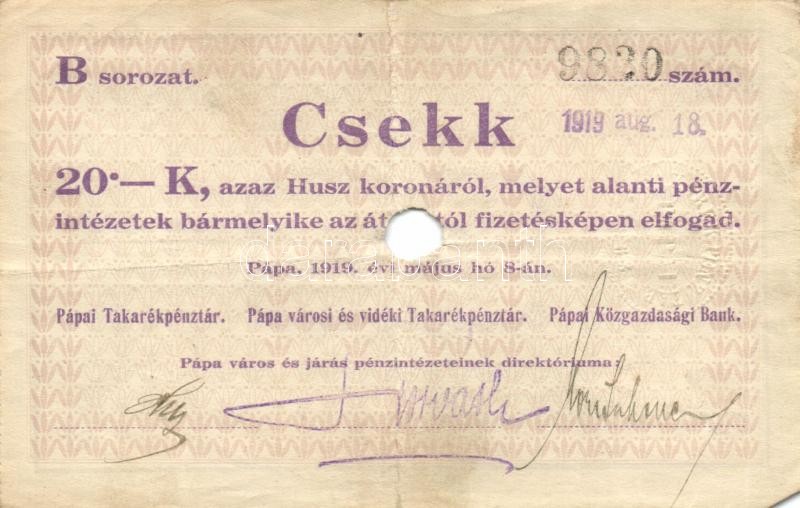 B sorozat. 9830 szám.
Csekk
1919 aug. 18.
20·— K, azaz Husz koronáról, melyet alanti pénz-
intézetek bármelyike az át tól fizetésképen elfogad.
darabanth
Pápa, 1919. évi május hó 8-án.
Pápai Takarékpénztár. Pápa városi és vidéki Takarékpénztár. Pápai Közgazdasági Bank.
Pápa város és járás pénzintézeteinek direktóriuma: